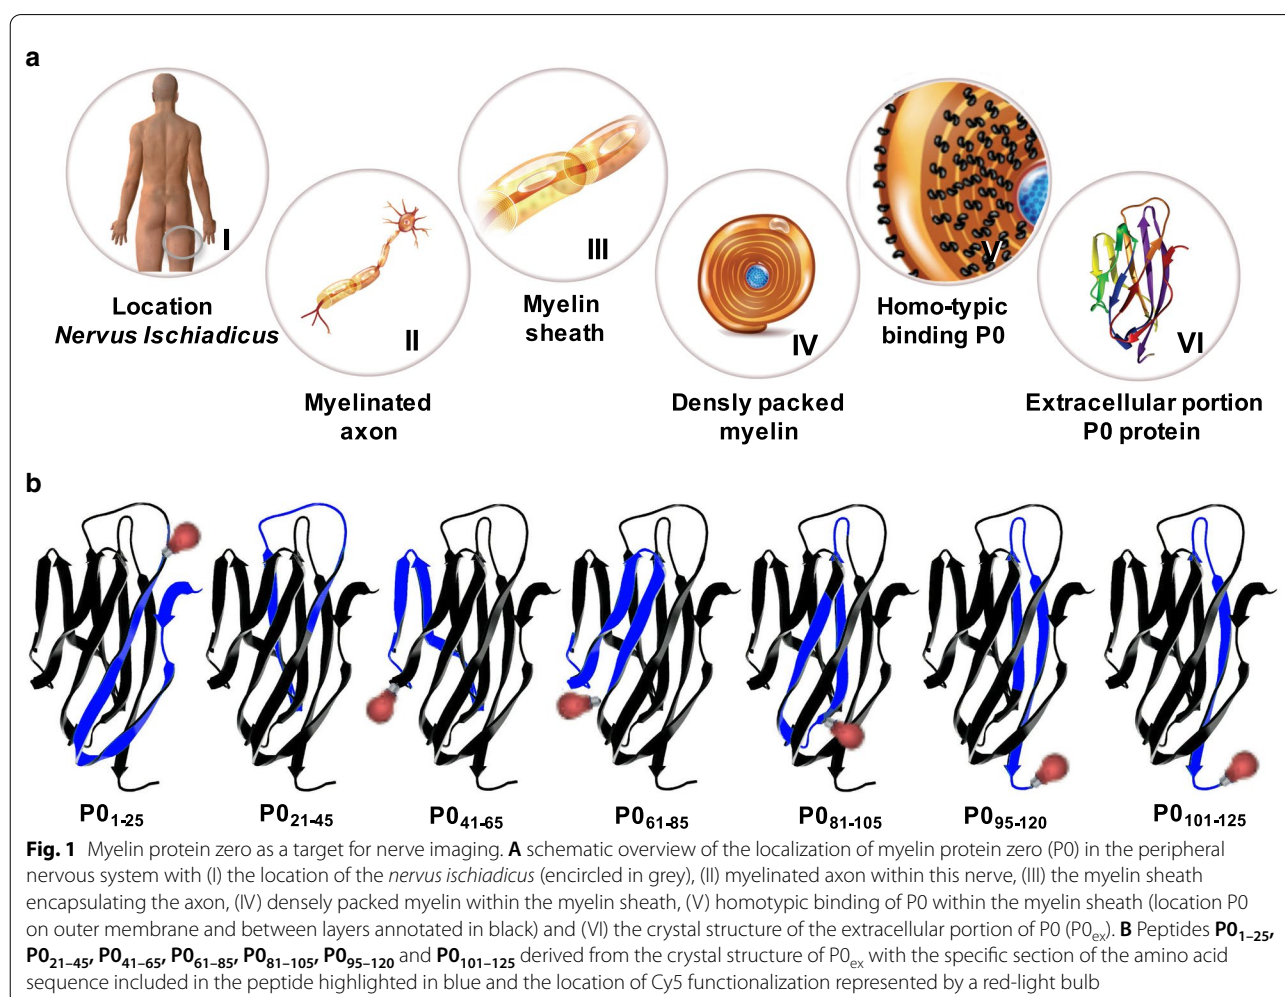 a
I
II
III
IV
V
VI
Location
Nervus Ischiadicus
Myelinated
axon
Myelin
sheath
Densly packed
myelin
Homo-typic
binding P0
Extracellular portion
P0 protein
b
P01-25
P021-45
P041-65
P061-85
P081-105
P095-120
P0101-125
Fig. 1 Myelin protein zero as a target for nerve imaging. A schematic overview of the localization of myelin protein zero (P0) in the peripheral
nervous system with (I) the location of the nervus ischiadicus (encircled in grey), (II) myelinated axon within this nerve, (III) the myelin sheath
encapsulating the axon, (IV) densely packed myelin within the myelin sheath, (V) homotypic binding of P0 within the myelin sheath (location P0
on outer membrane and between layers annotated in black) and (VI) the crystal structure of the extracellular portion of P0 (P0ex). B Peptides P01–25,
P021–45, P041–65, P061–85, P081–105, P095–120 and P0101–125 derived from the crystal structure of P0ex with the specific section of the amino acid
sequence included in the peptide highlighted in blue and the location of Cy5 functionalization represented by a red-light bulb